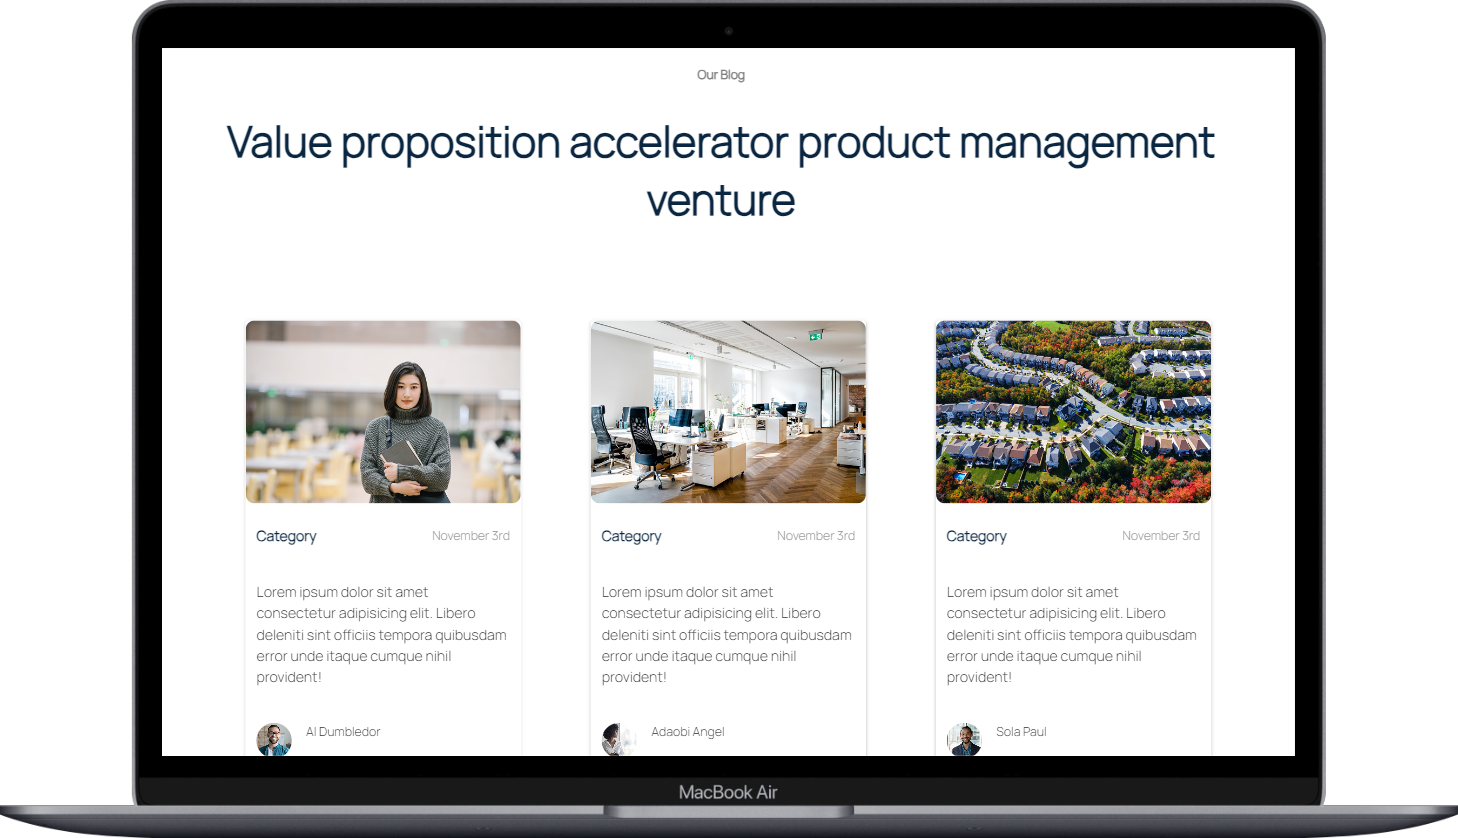 Our Blog
Value proposition accelerator product management
venture
Category
November 3rd
Lorem ipsum dolor sit amet
consectetur adipisicing elit. Libero
deleniti sint officiis tempora quibusdam
error unde itaque cumque nihil
provident!
Al Dumbledor
Category
November 3rd
Lorem ipsum dolor sit amet
consectetur adipisicing elit. Libero
deleniti sint officiis tempora quibusdam
error unde itaque cumque nihil
provident!
Adaobi Angel
Category
November 3rd
Lorem ipsum dolor sit amet
consectetur adipisicing elit. Libero
deleniti sint officiis tempora quibusdam
error unde itaque cumque nihil
provident!
Sola Paul
MacBook Air